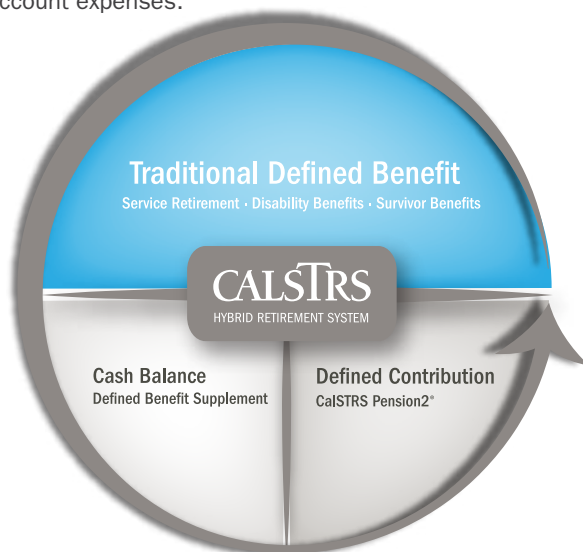 account expenses.
Traditional Defined Benefit
Service Retirement · Disability Benefits · Survivor Benefits
CALSTRS
HYBRID RETIREMENT SYSTEM
Cash Balance
Defined Benefit Supplement
Defined Contribution
CalSTRS Pension2®